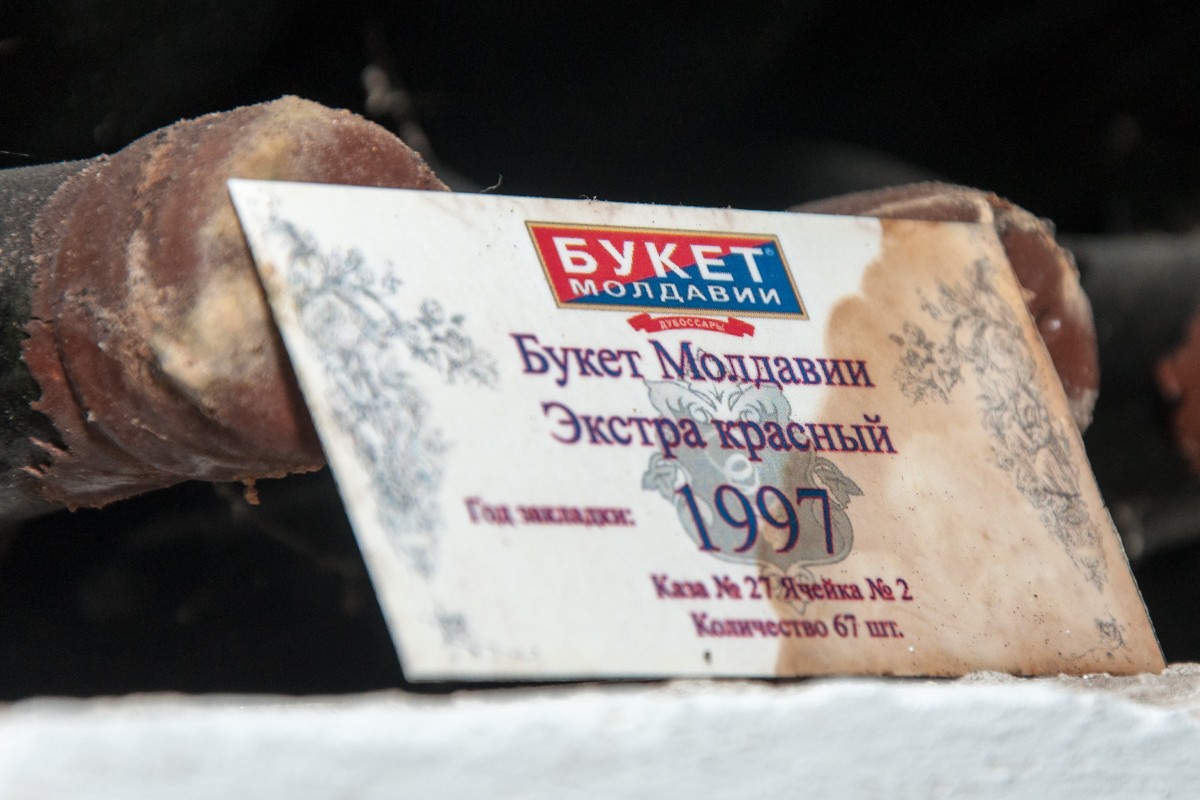 БУКЕТ®
МОЛДАВИИ
ДУБОССАРЫ
Букет Молдавии
Экстра красный
Год закладки: 1997
Каза № 27 Ячейка № 2
Количество 67 шт.